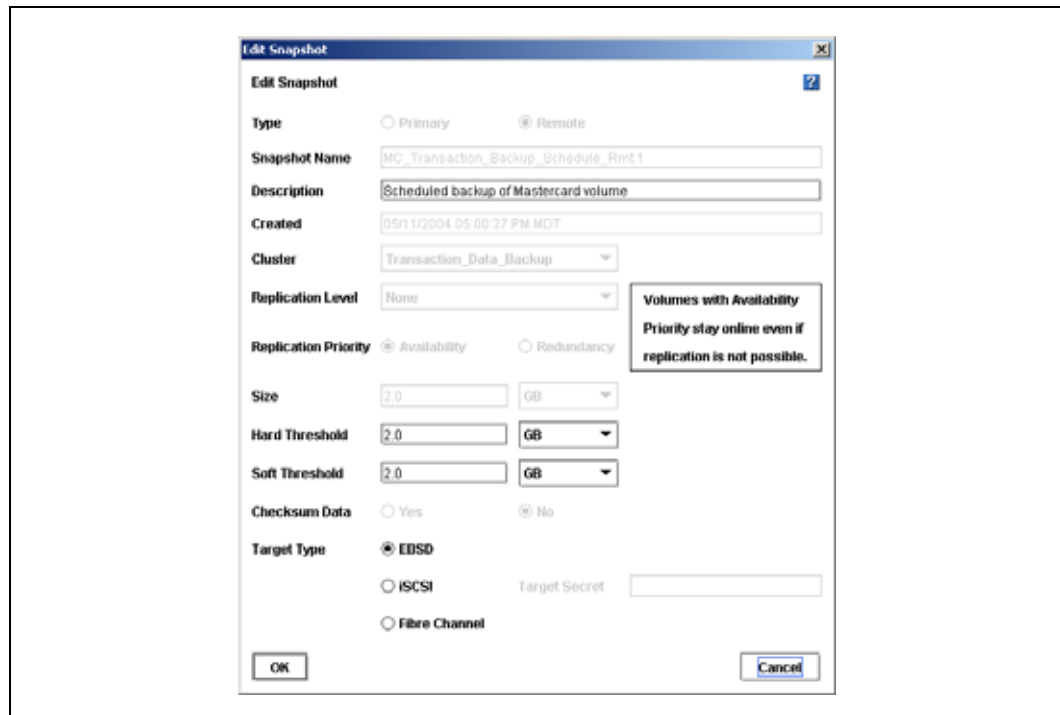 Edit Snapshot
Edit Snapshot
Type Primary Remote
Snapshot Name MC_Transaction_Backup_Schedule_Rmt.1
Description Scheduled backup of Mastercard volume
Created 05/11/2004 05:00:27 PM MDT
Cluster Transaction_Data_Backup
Replication Level None
Volumes with Availability
Priority stay online even if
replication is not possible.
Replication Priority Availability Redundancy
Size 2.0 GB
Hard Threshold 2.0 GB
Soft Threshold 2.0 GB
Checksum Data Yes No
Target Type EBSD
iSCSI Target Secret
Fibre Channel
OK Cancel